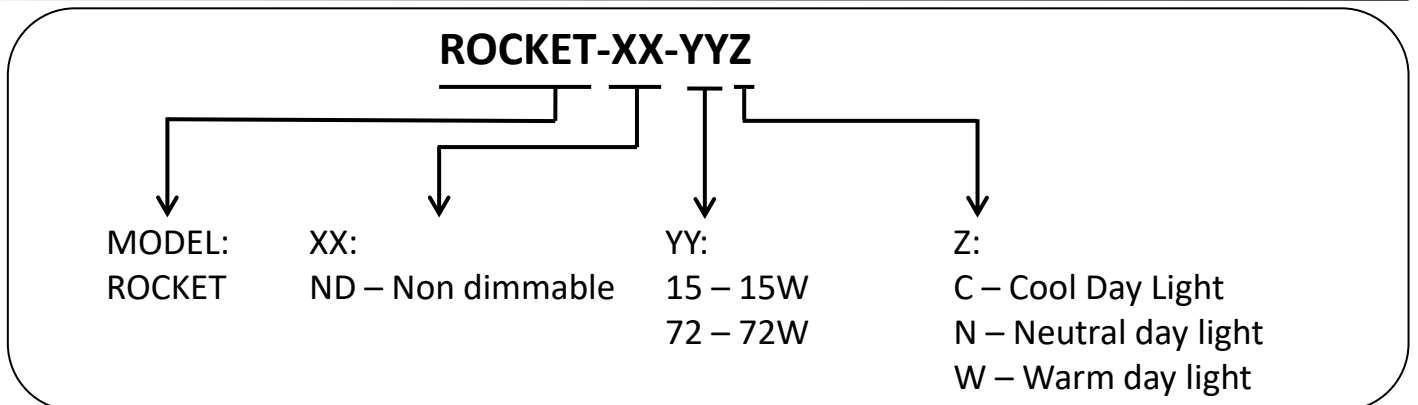 ROCKET-XX-YYZ
MODEL:
ROCKET
XX:
ND – Non dimmable
YY:
15 – 15W
72 – 72W
Z:
C – Cool Day Light
N – Neutral day light
W – Warm day light